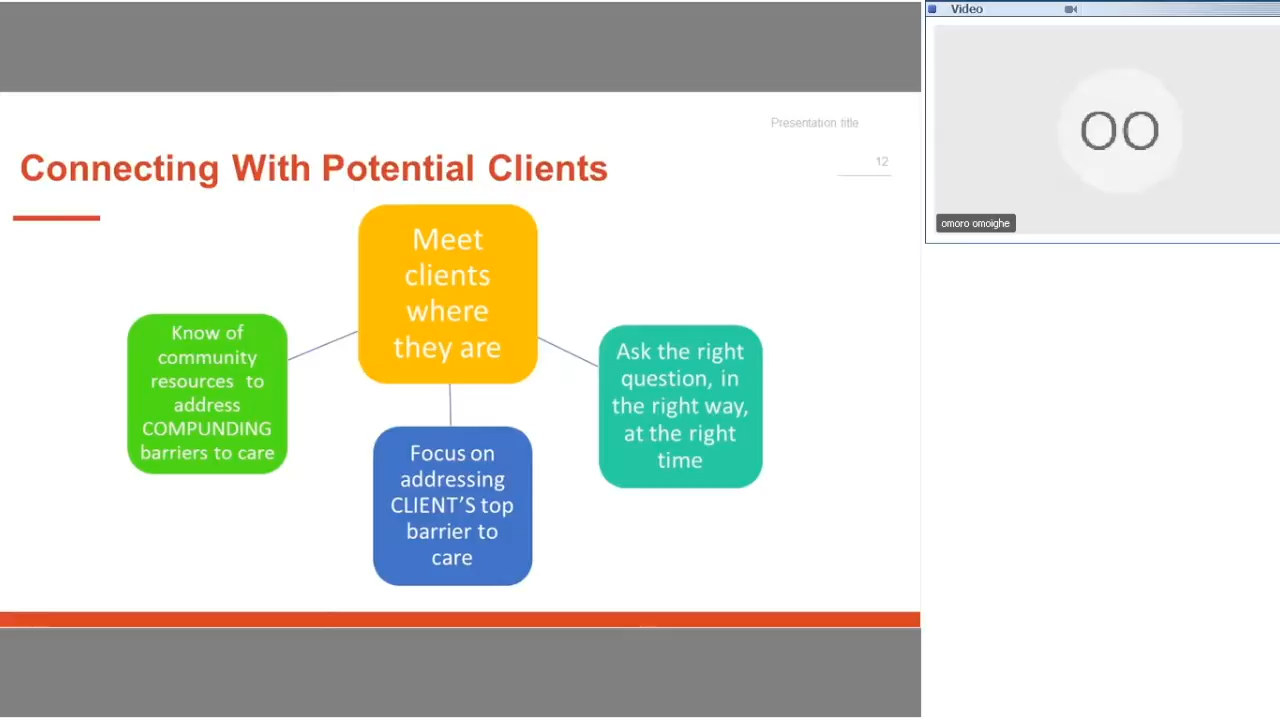 Video
OO
omoro omoighe
Presentation title
12
Connecting With Potential Clients
Meet
clients
where
they are
Know of
community
resources to
address
COMPUNDING
barriers to care
Focus on
addressing
CLIENT'S top
barrier to
care
Ask the right
question, in
the right way,
at the right
time